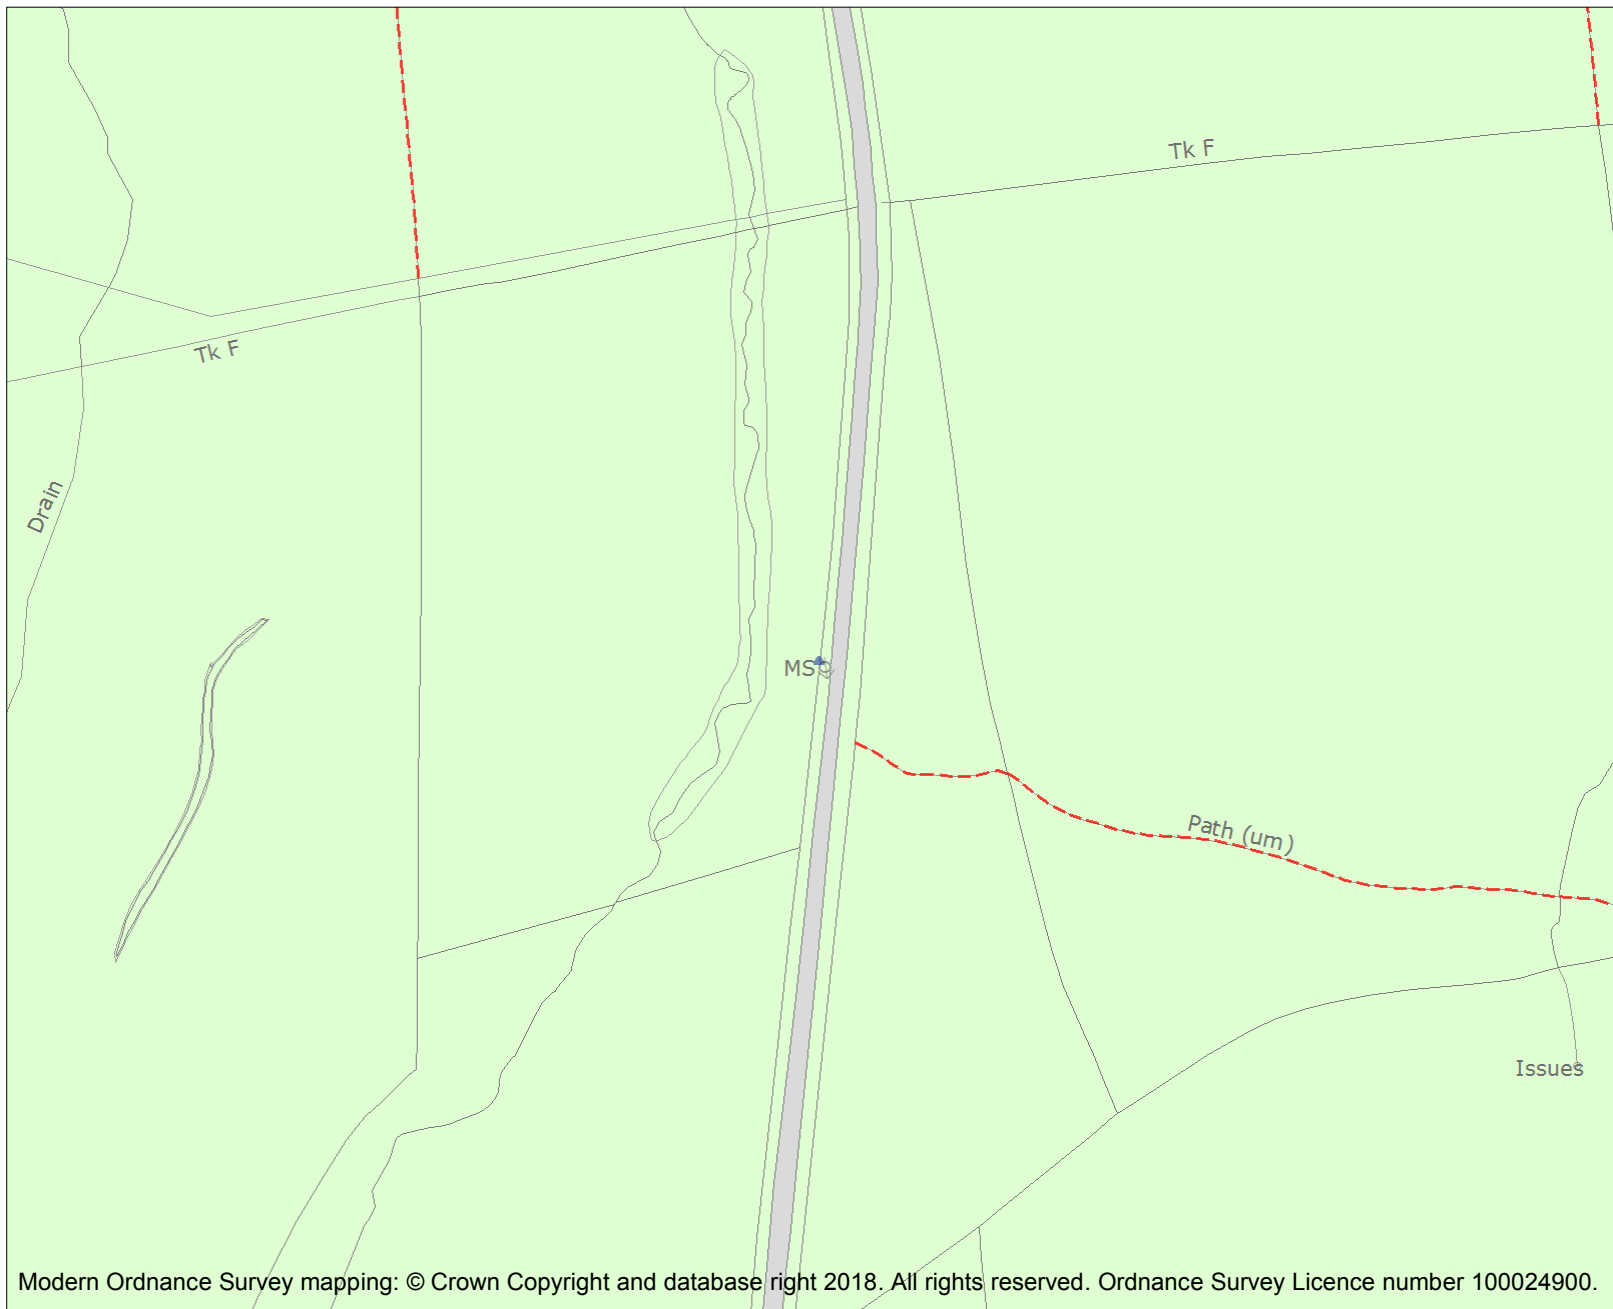 Tk F
Tk F
Drain
MS
Path (um)
Issues
Modern Ordnance Survey mapping: © Crown Copyright and database right 2018. All rights reserved. Ordnance Survey Licence number 100024900.